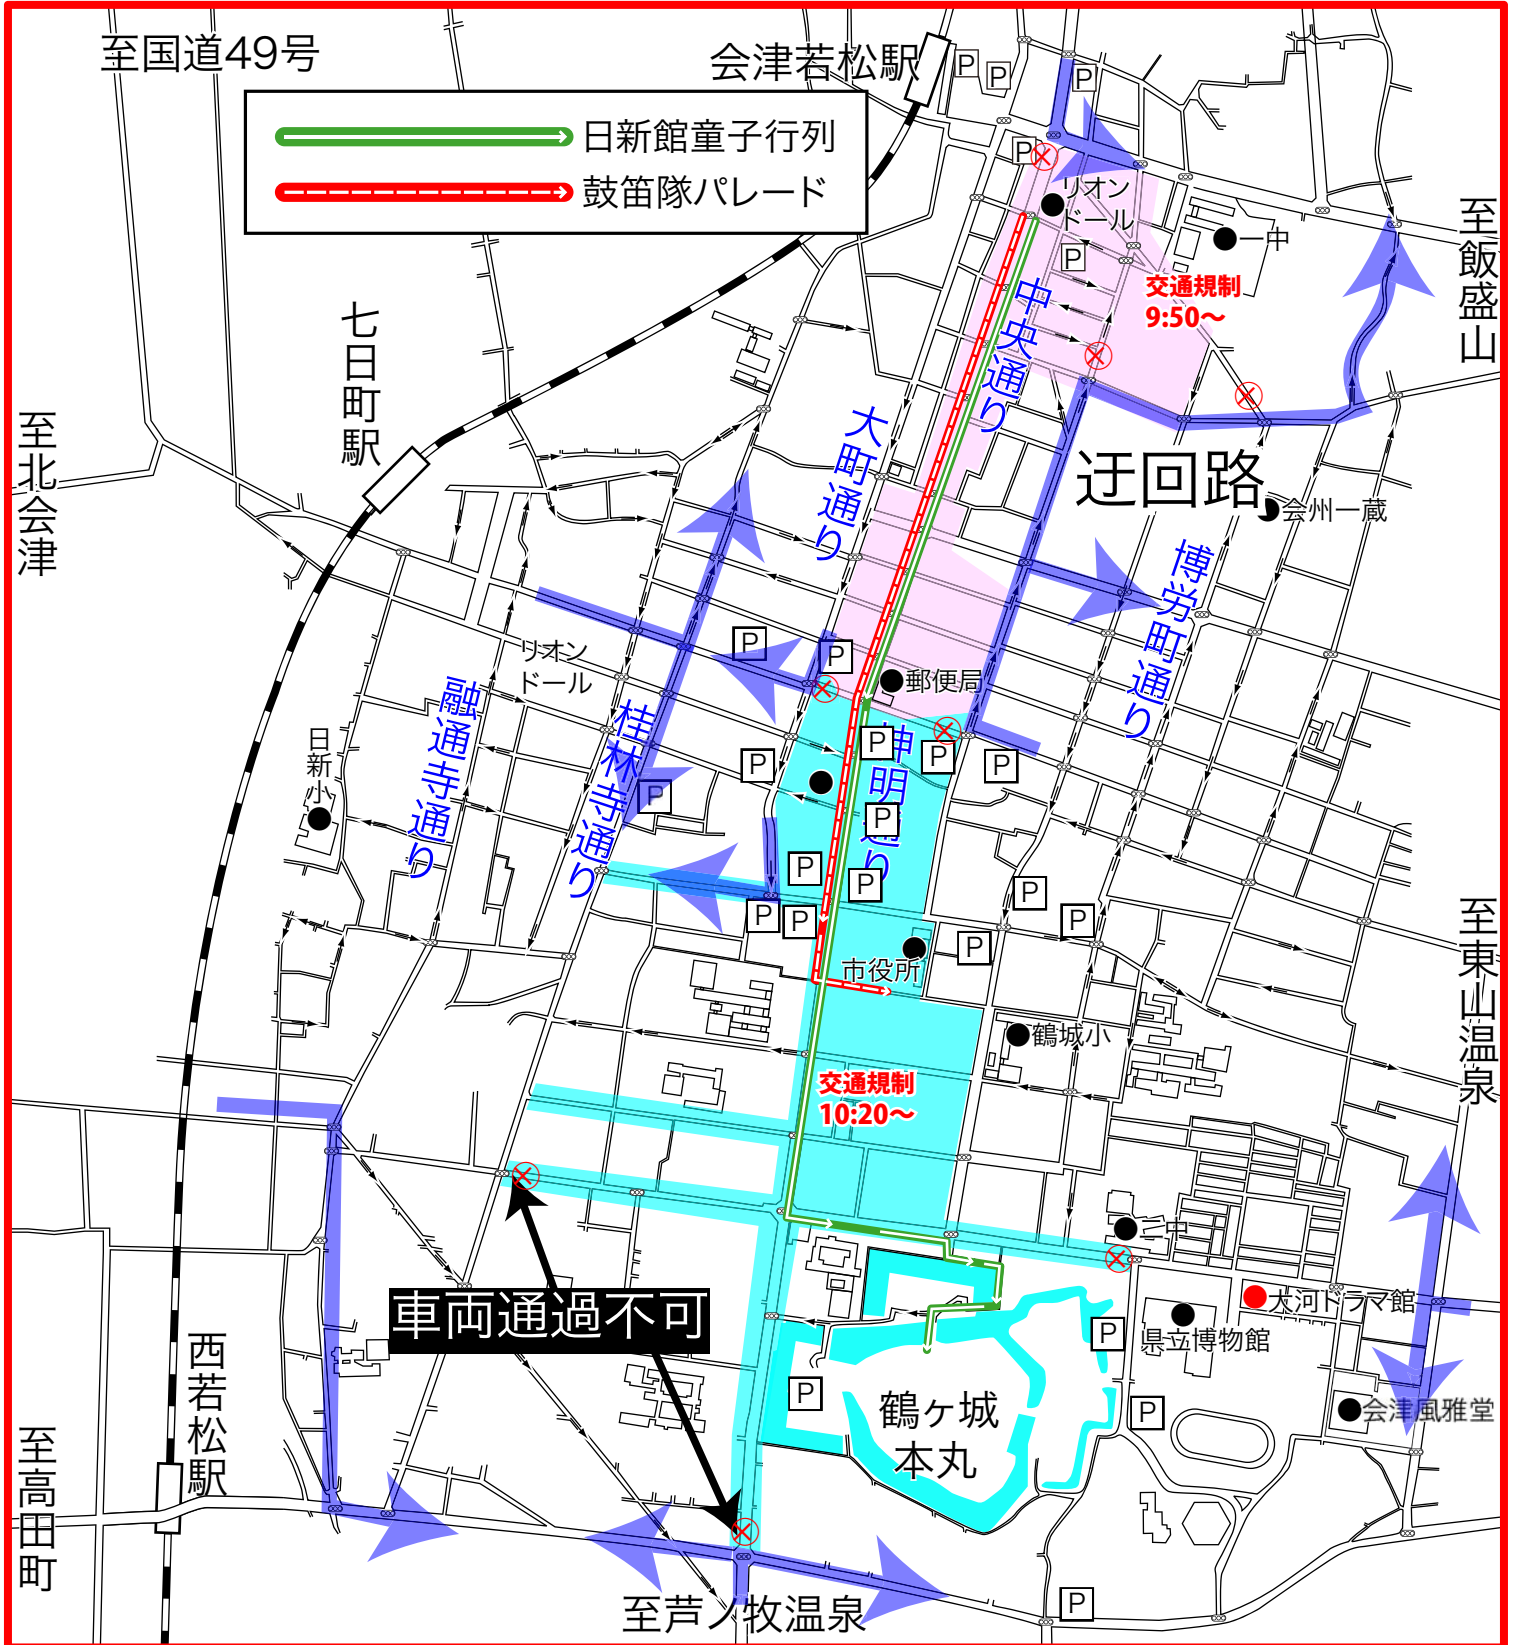 至国道49号
会津若松駅
日新館童子行列
鼓笛隊パレード
P
P
P
P
リオン
ドール
一中
至飯盛山
P
交通規制
9:50〜
中央通り
七日町駅
大町通り
至北会津
迂回路
会州一蔵
博労町通り
P
P
リオン
ドール
郵便局
融通寺通り
桂林寺通り
日新小
神明通り
P
P
P
P
P
P
P
P
P
P
P
P
P
市役所
至東山温泉
鶴城小
交通規制
10:20〜
二中
車両通過不可
大河ドラマ館
県立博物館
P
西若松駅
P
鶴ヶ城
本丸
P
会津風雅堂
至高田町
至芦ノ牧温泉
P